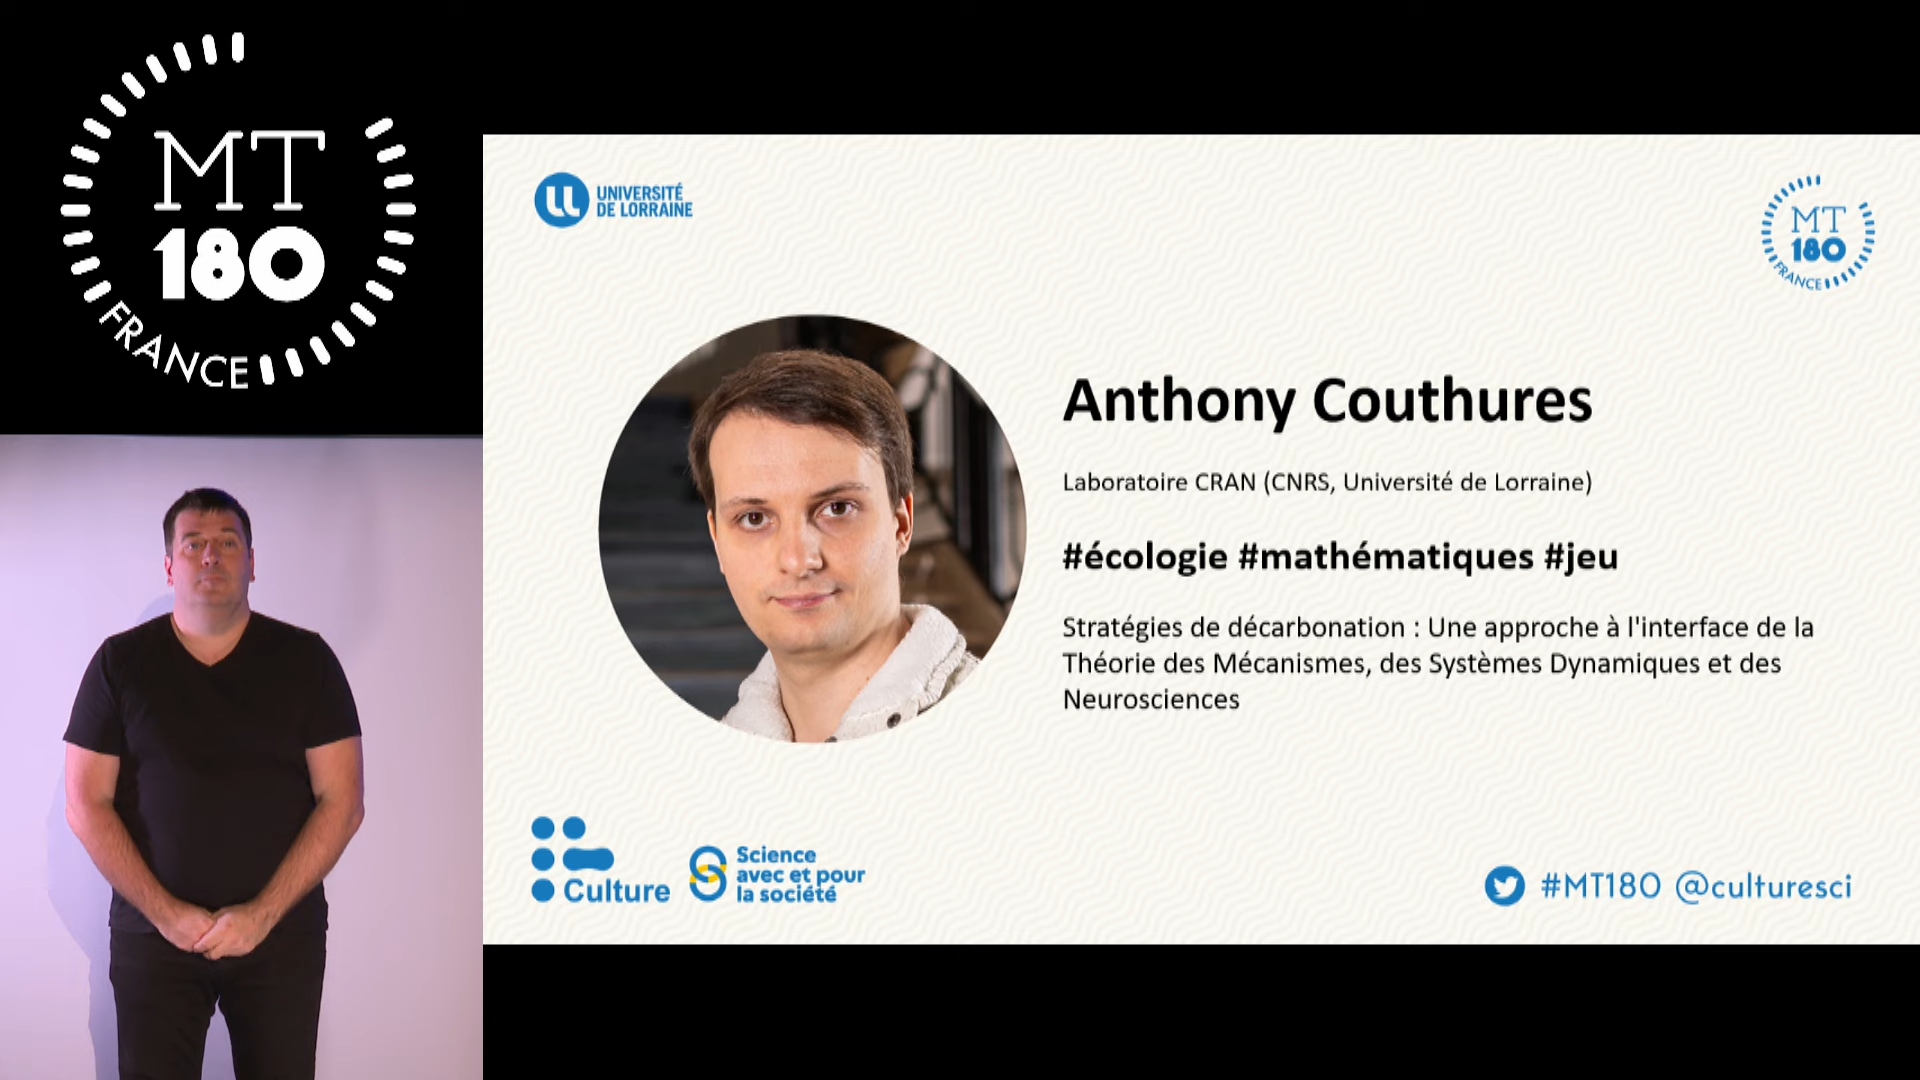 MT
180
FRANCE
UNIVERSITÉ
DE LORRAINE
MT
180
FRANCE
Anthony Couthures
Laboratoire CRAN (CNRS, Université de Lorraine)
#écologie #mathématiques #jeu
Stratégies de décarbonation : Une approche à l'interface de la
Théorie des Mécanismes, des Systèmes Dynamiques et des
Neurosciences
Culture
Science
avec et pour
la société
#MT180 @culturesci